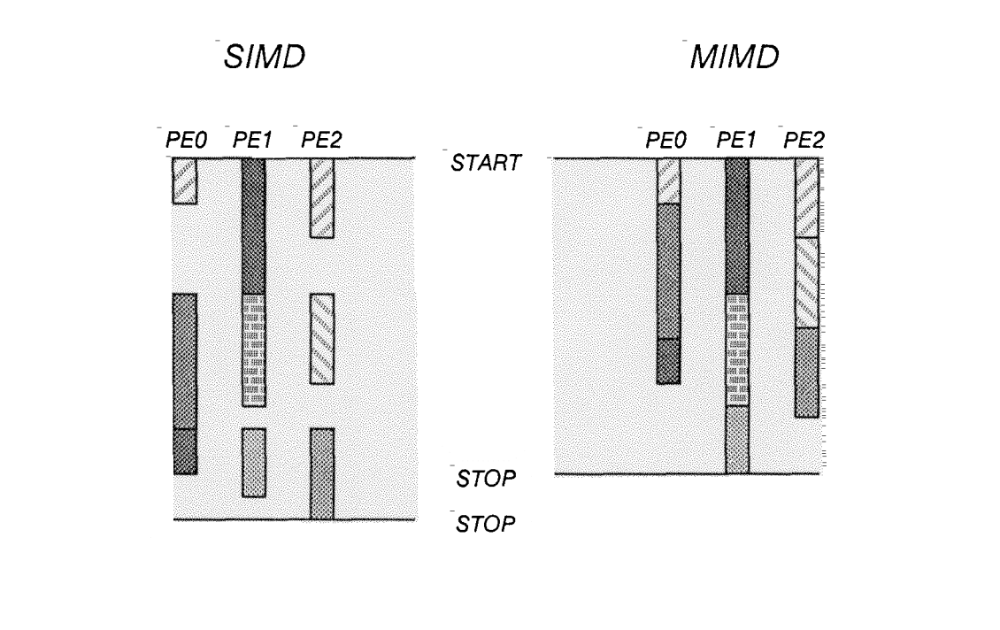 SIMD MIMD
PE0 PE1 PE2 PE0 PE1 PE2
START
STOP
STOP